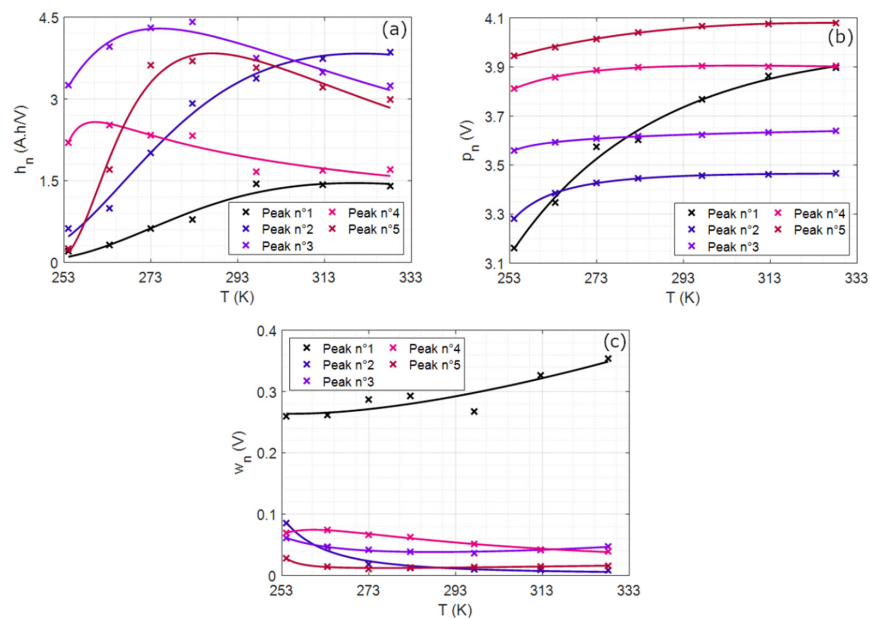 4.5
3
1.5
0
h_n (A.h/V)
(a)
Peak n°1
Peak n°2
Peak n°3
Peak n°4
Peak n°5
253 273 293 313 333
T (K)
4.1
3.9
3.7
3.5
3.3
3.1
p_n (V)
(b)
Peak n°1
Peak n°2
Peak n°3
Peak n°4
Peak n°5
253 273 293 313 333
T (K)
0.4
0.3
0.2
0.1
0
w_n (V)
(c)
Peak n°1
Peak n°2
Peak n°3
Peak n°4
Peak n°5
253 273 293 313 333
T (K)